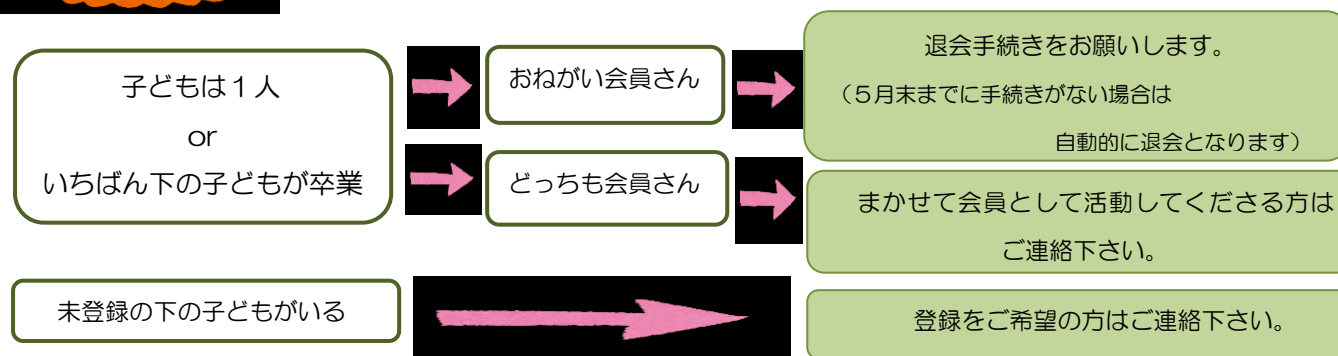 子どもは１人
or
いちばん下の子どもが卒業
おねがい会員さん
退会手続きをお願いします。
（５月末までに手続きがない場合は
自動的に退会となります）
どっちも会員さん
まかせて会員として活動してくださる方は
ご連絡下さい。
未登録の下の子どもがいる
登録をご希望の方はご連絡下さい。